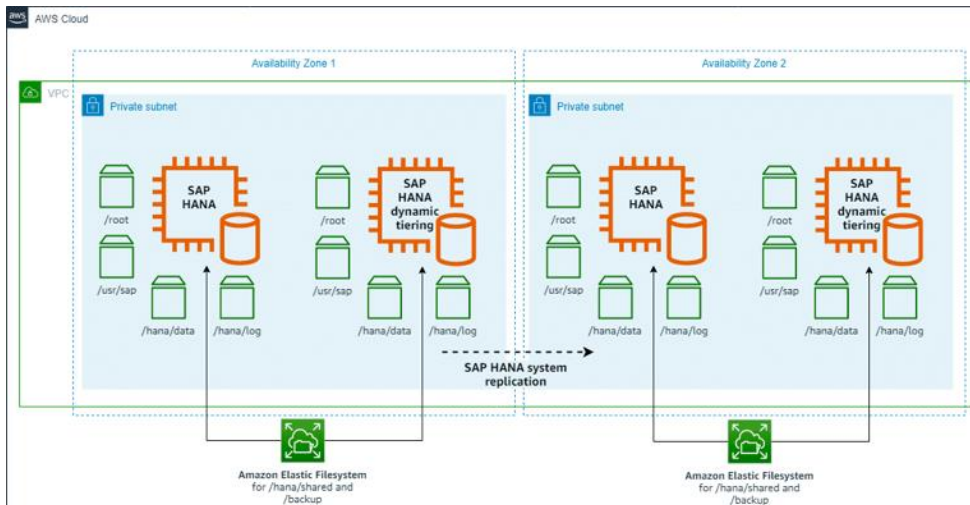 aws
AWS Cloud
Availability Zone 1
Availability Zone 2
VPC
Private subnet
Private subnet
SAP
HANA
/root
/usr/sap
/hana/data
/hana/log
SAP
HANA
dynamic
tiering
/root
/usr/sap
/hana/data
/hana/log
SAP HANA system
replication
SAP
HANA
/root
/usr/sap
/hana/data
/hana/log
SAP
HANA
dynamic
tiering
/root
/usr/sap
/hana/data
/hana/log
Amazon Elastic Filesystem
for /hana/shared and
/backup
Amazon Elastic Filesystem
for /hana/shared and
/backup